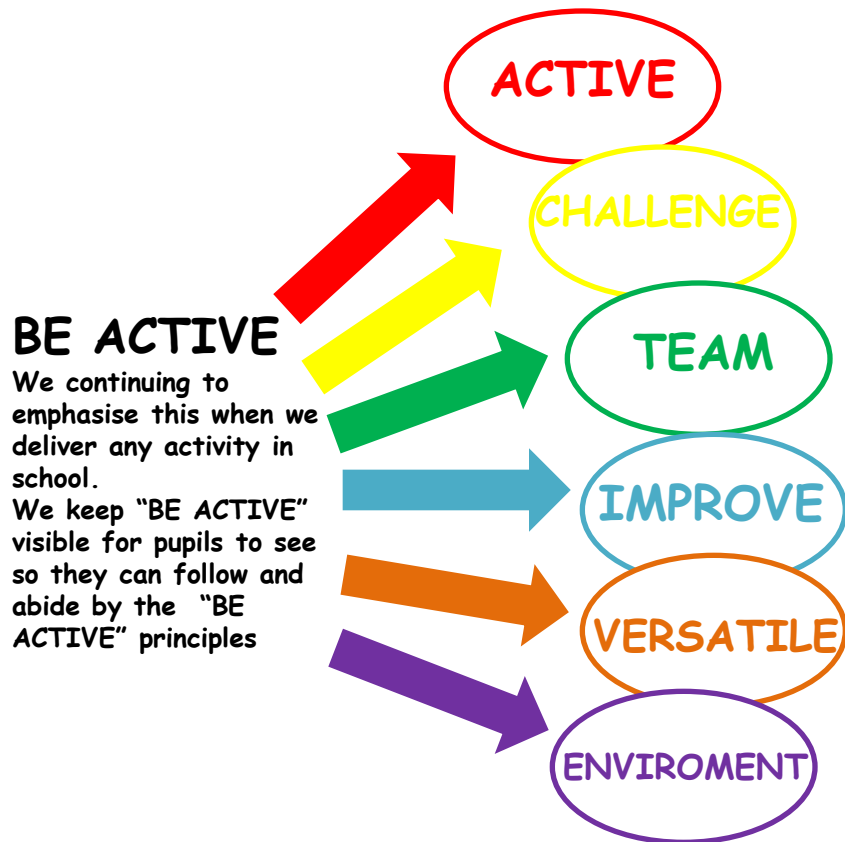 BE ACTIVE
We continuing to
emphasise this when we
deliver any activity in
school.
We keep “BE ACTIVE”
visible for pupils to see
so they can follow and
abide by the “BE
ACTIVE” principles
ACTIVE
CHALLENGE
TEAM
IMPROVE
VERSATILE
ENVIROMENT